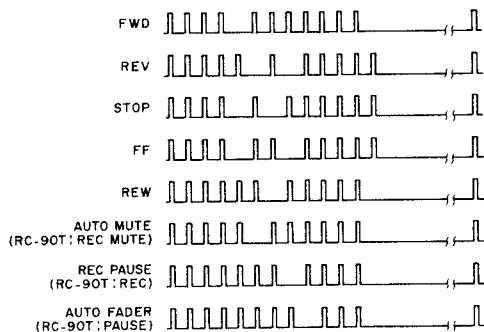 FWD
REV
STOP
FF
REW
AUTO MUTE
(RC-90T: REC MUTE)
REC PAUSE
(RC-90T: REC)
AUTO FADER
(RC-90T: PAUSE)